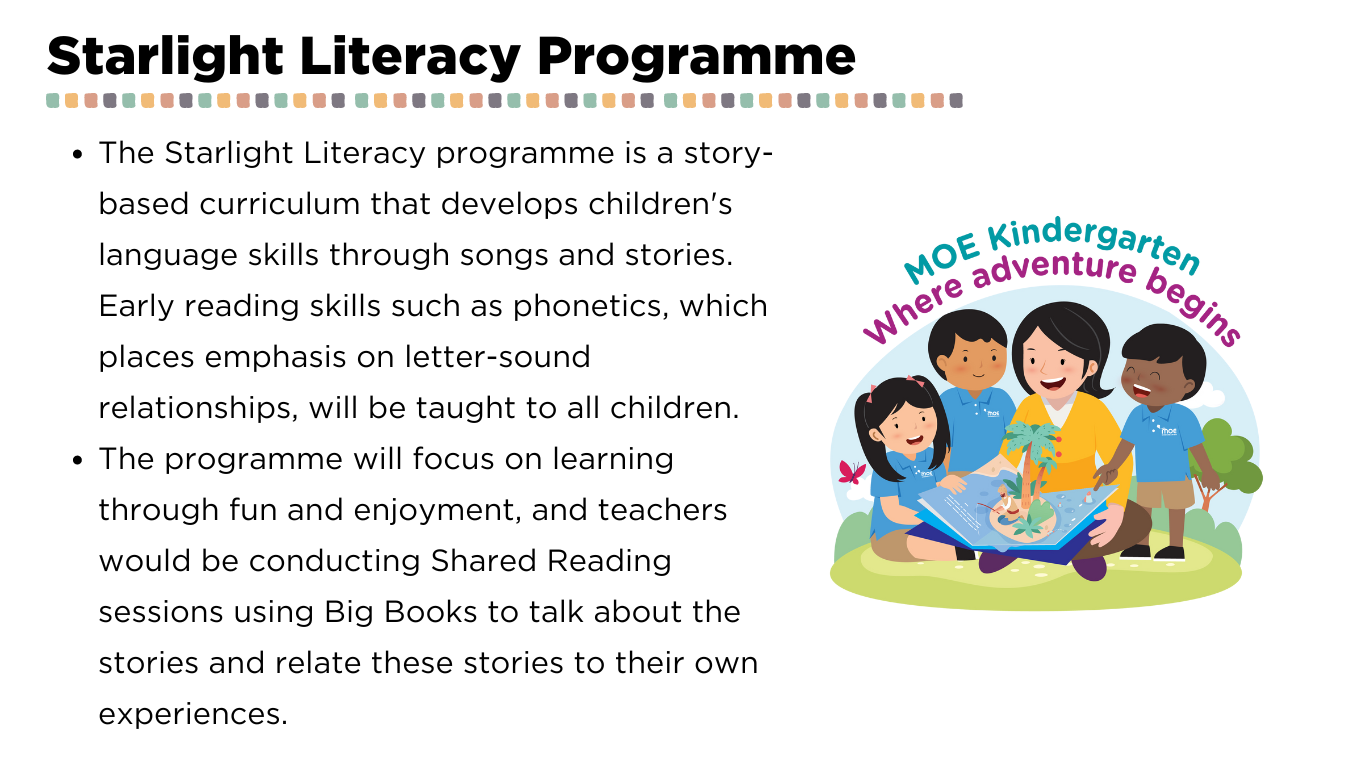 Starlight Literacy Programme
• The Starlight Literacy programme is a story-
based curriculum that develops children's
language skills through songs and stories.
Early reading skills such as phonetics, which
places emphasis on letter-sound
relationships, will be taught to all children.
• The programme will focus on learning
through fun and enjoyment, and teachers
would be conducting Shared Reading
sessions using Big Books to talk about the
stories and relate these stories to their own
experiences.
MOE Kindergarten
Where adventure begins
moe
moe
moe